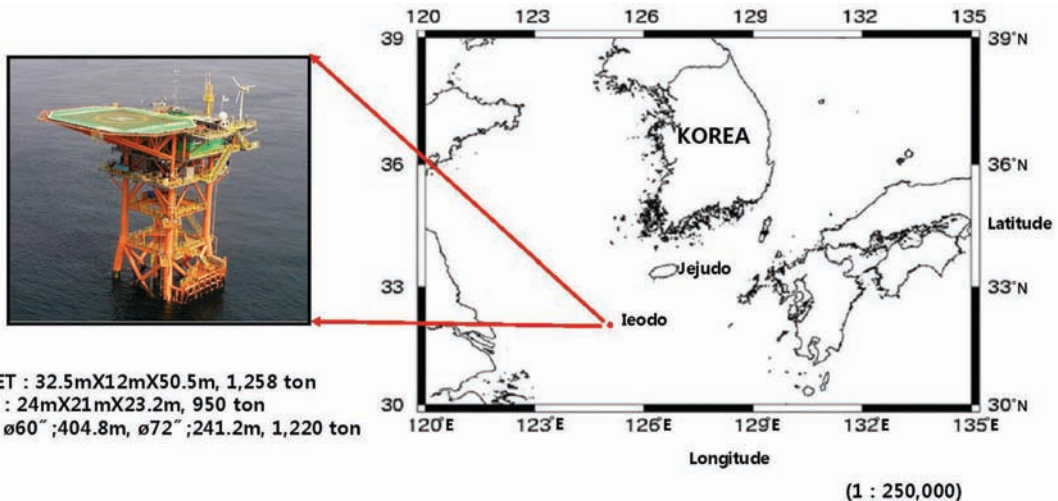 120 123 126 129 132 135
39 39°N
KOREA
36 36°N
Latitude
Jejudo
33 33°N
Ieodo
ET : 32.5mX12mX50.5m, 1,258 ton
: 24mX21mX23.2m, 950 ton
ø60˝;404.8m, ø72˝;241.2m, 1,220 ton
30 30°N
120°E 123°E 126°E 129°E 132°E 135°E
Longitude
(1 : 250,000)